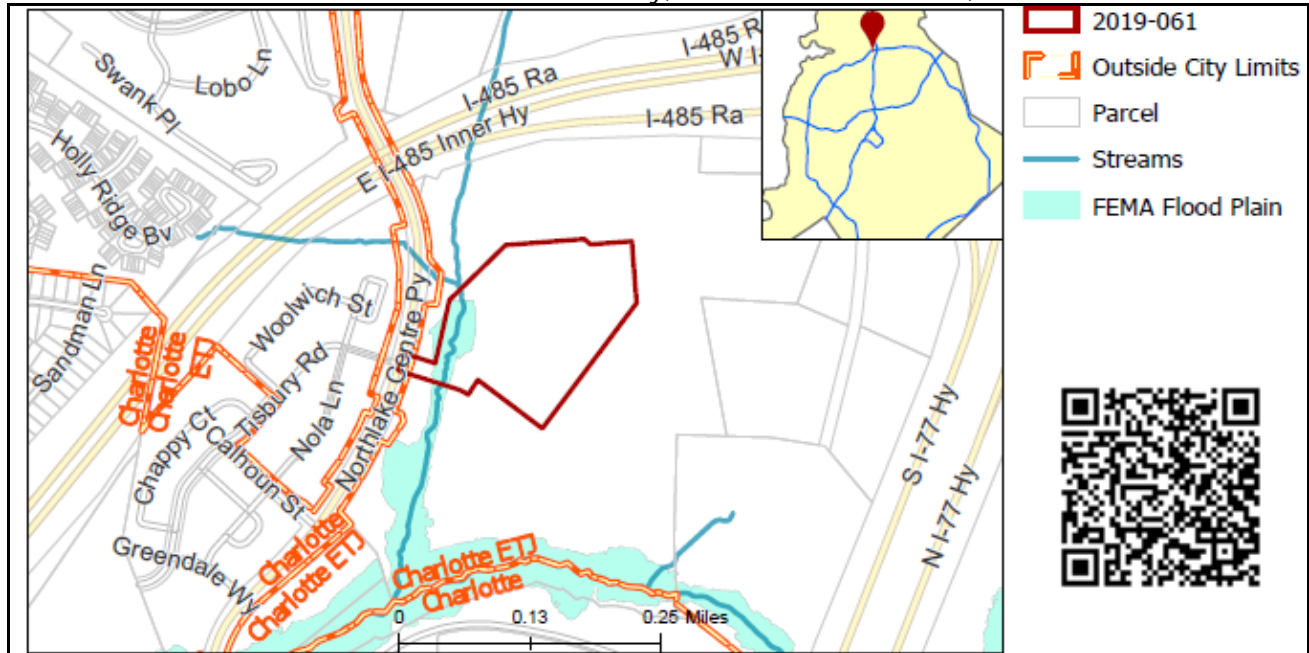 I-485 R
W I-
I-485 Ra
I-485 Ra
E I-485 Inner Hy
Lobo Ln
Swank Pl
Holly Ridge Bv
Sandman Ln
Charlotte
Charlotte ETJ
Woolwich St
Tisbury Rd
Nola Ln
Chappy Ct
Calhoun St
Northlake Centre Py
Greendale Wy
Charlotte
Charlotte ETJ
Charlotte ETJ
Charlotte
S I-77 Hy
N I-77 Hy
0 0.13 0.25 Miles
2019-061
Outside City Limits
Parcel
Streams
FEMA Flood Plain